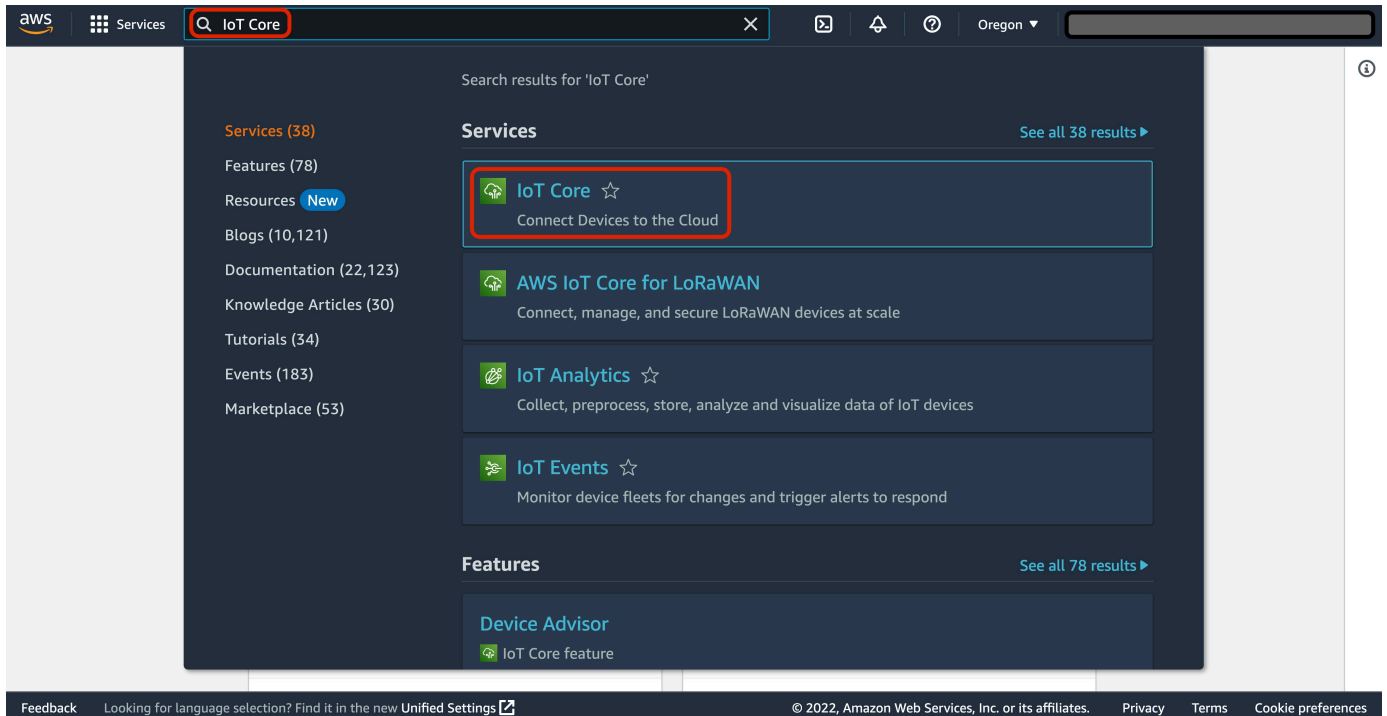 aws Services IoT Core Oregon
Search results for 'IoT Core'
Services (38)
Features (78)
Resources New
Blogs (10,121)
Documentation (22,123)
Knowledge Articles (30)
Tutorials (34)
Events (183)
Marketplace (53)
Services See all 38 results
IoT Core
Connect Devices to the Cloud
AWS IoT Core for LoRaWAN
Connect, manage, and secure LoRaWAN devices at scale
IoT Analytics
Collect, preprocess, store, analyze and visualize data of IoT devices
IoT Events
Monitor device fleets for changes and trigger alerts to respond
Features See all 78 results
Device Advisor
IoT Core feature
Feedback Looking for language selection? Find it in the new Unified Settings © 2022, Amazon Web Services, Inc. or its affiliates. Privacy Terms Cookie preferences